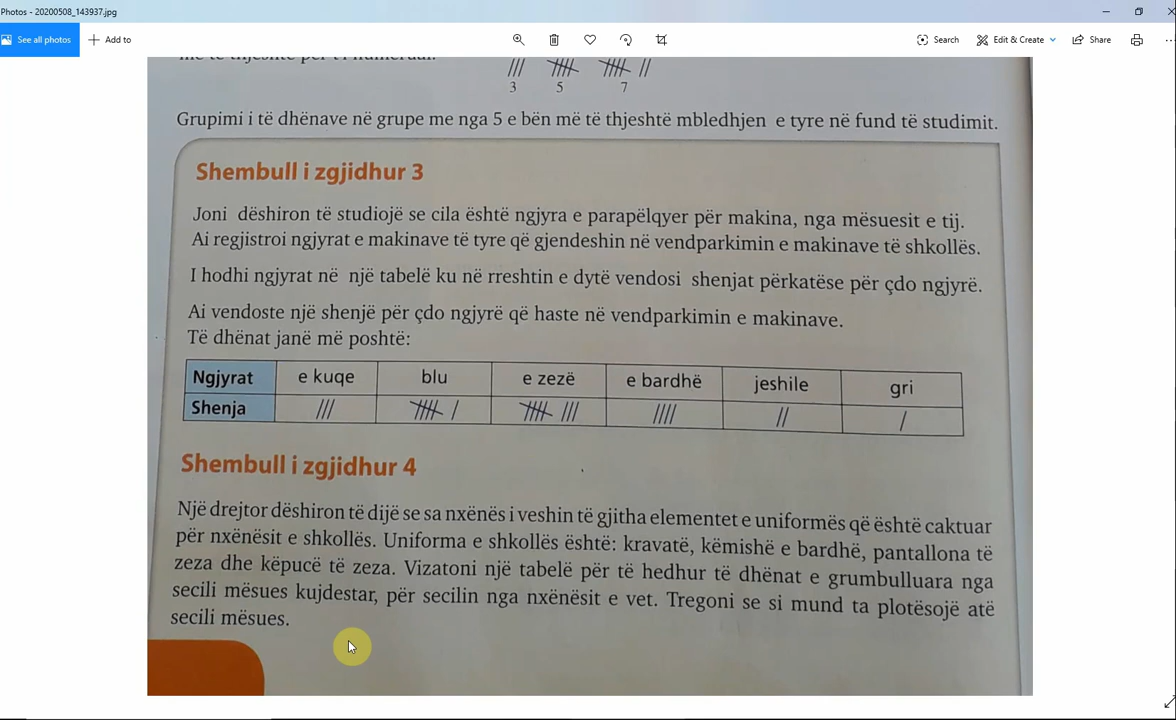 Photos - 20200508_143937.jpg
See all photos
Add to
Search
Edit & Create
Share
3 5 7
Grupimi i të dhënave në grupe me nga 5 e bën më të thjeshtë mbledhjen e tyre në fund të studimit.
Shembull i zgjidhur 3
Joni dëshiron të studiojë se cila është ngjyra e parapëlqyer për makina, nga mësuesit e tij.
Ai regjistroi ngjyrat e makinave të tyre që gjendeshin në vendparkimin e makinave të shkollës.
I hodhi ngjyrat në një tabelë ku në rreshtin e dytë vendosi shenjat përkatëse për çdo ngjyrë.
Ai vendoste një shenjë për çdo ngjyrë që haste në vendparkimin e makinave.
Të dhënat janë më poshtë:
Ngjyrat e kuqe blu e zezë e bardhë jeshile gri
Shenja
Shembull i zgjidhur 4
Një drejtor dëshiron të dijë se sa nxënës i veshin të gjitha elementet e uniformës që është caktuar
për nxënësit e shkollës. Uniforma e shkollës është: kravatë, këmishë e bardhë, pantallona të
zeza dhe këpucë të zeza. Vizatoni një tabelë për të hedhur të dhënat e grumbulluara nga
secili mësues kujdestar, për secilin nga nxënësit e vet. Tregoni se si mund ta plotësojë atë
secili mësues.